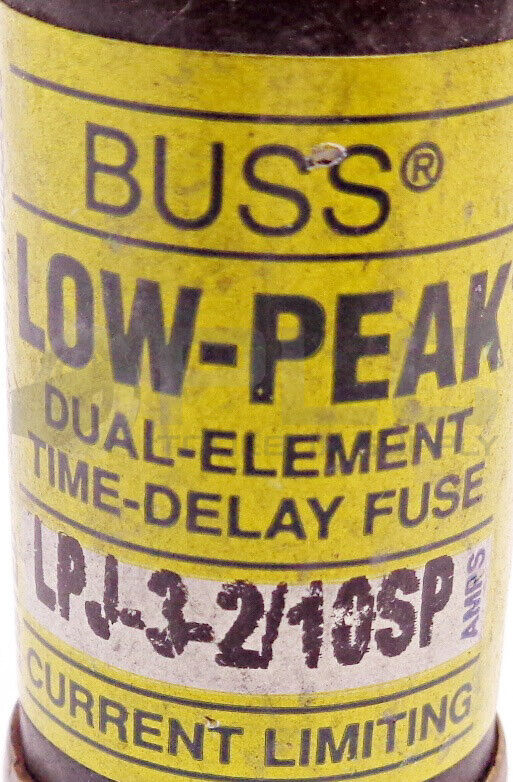 BUSS®
LOW-PEAK
DUAL-ELEMENT
TIME-DELAY FUSE
LPJ-3-2/10SP AMPS
CURRENT LIMITING